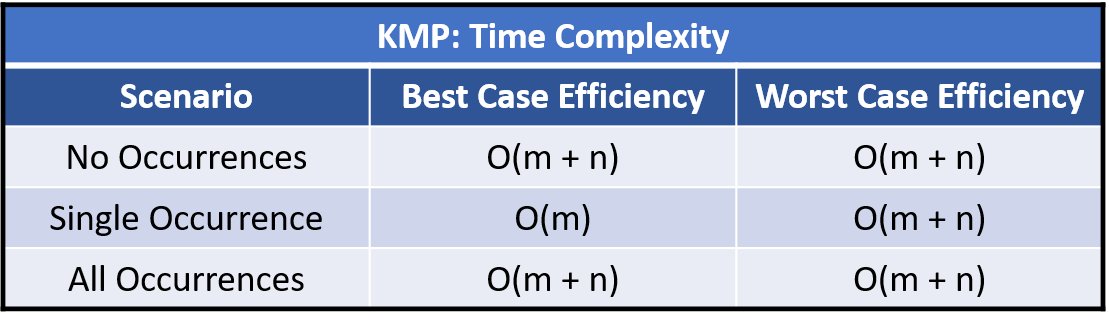 KMP: Time Complexity
Scenario Best Case Efficiency Worst Case Efficiency
No Occurrences O(m + n) O(m + n)
Single Occurrence O(m) O(m + n)
All Occurrences O(m + n) O(m + n)